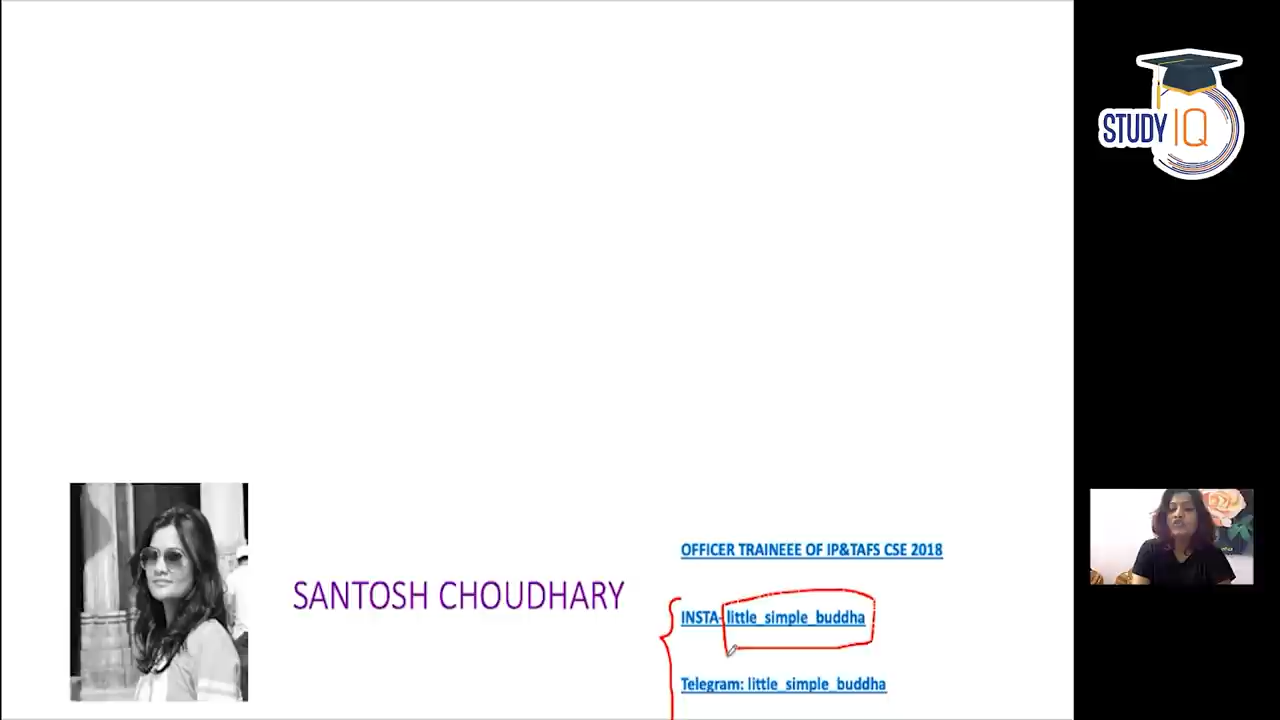 STUDY IQ
OFFICER TRAINEEE OF IP&TAFS CSE 2018
SANTOSH CHOUDHARY
INSTA-little_simple_buddha
Telegram: little_simple_buddha